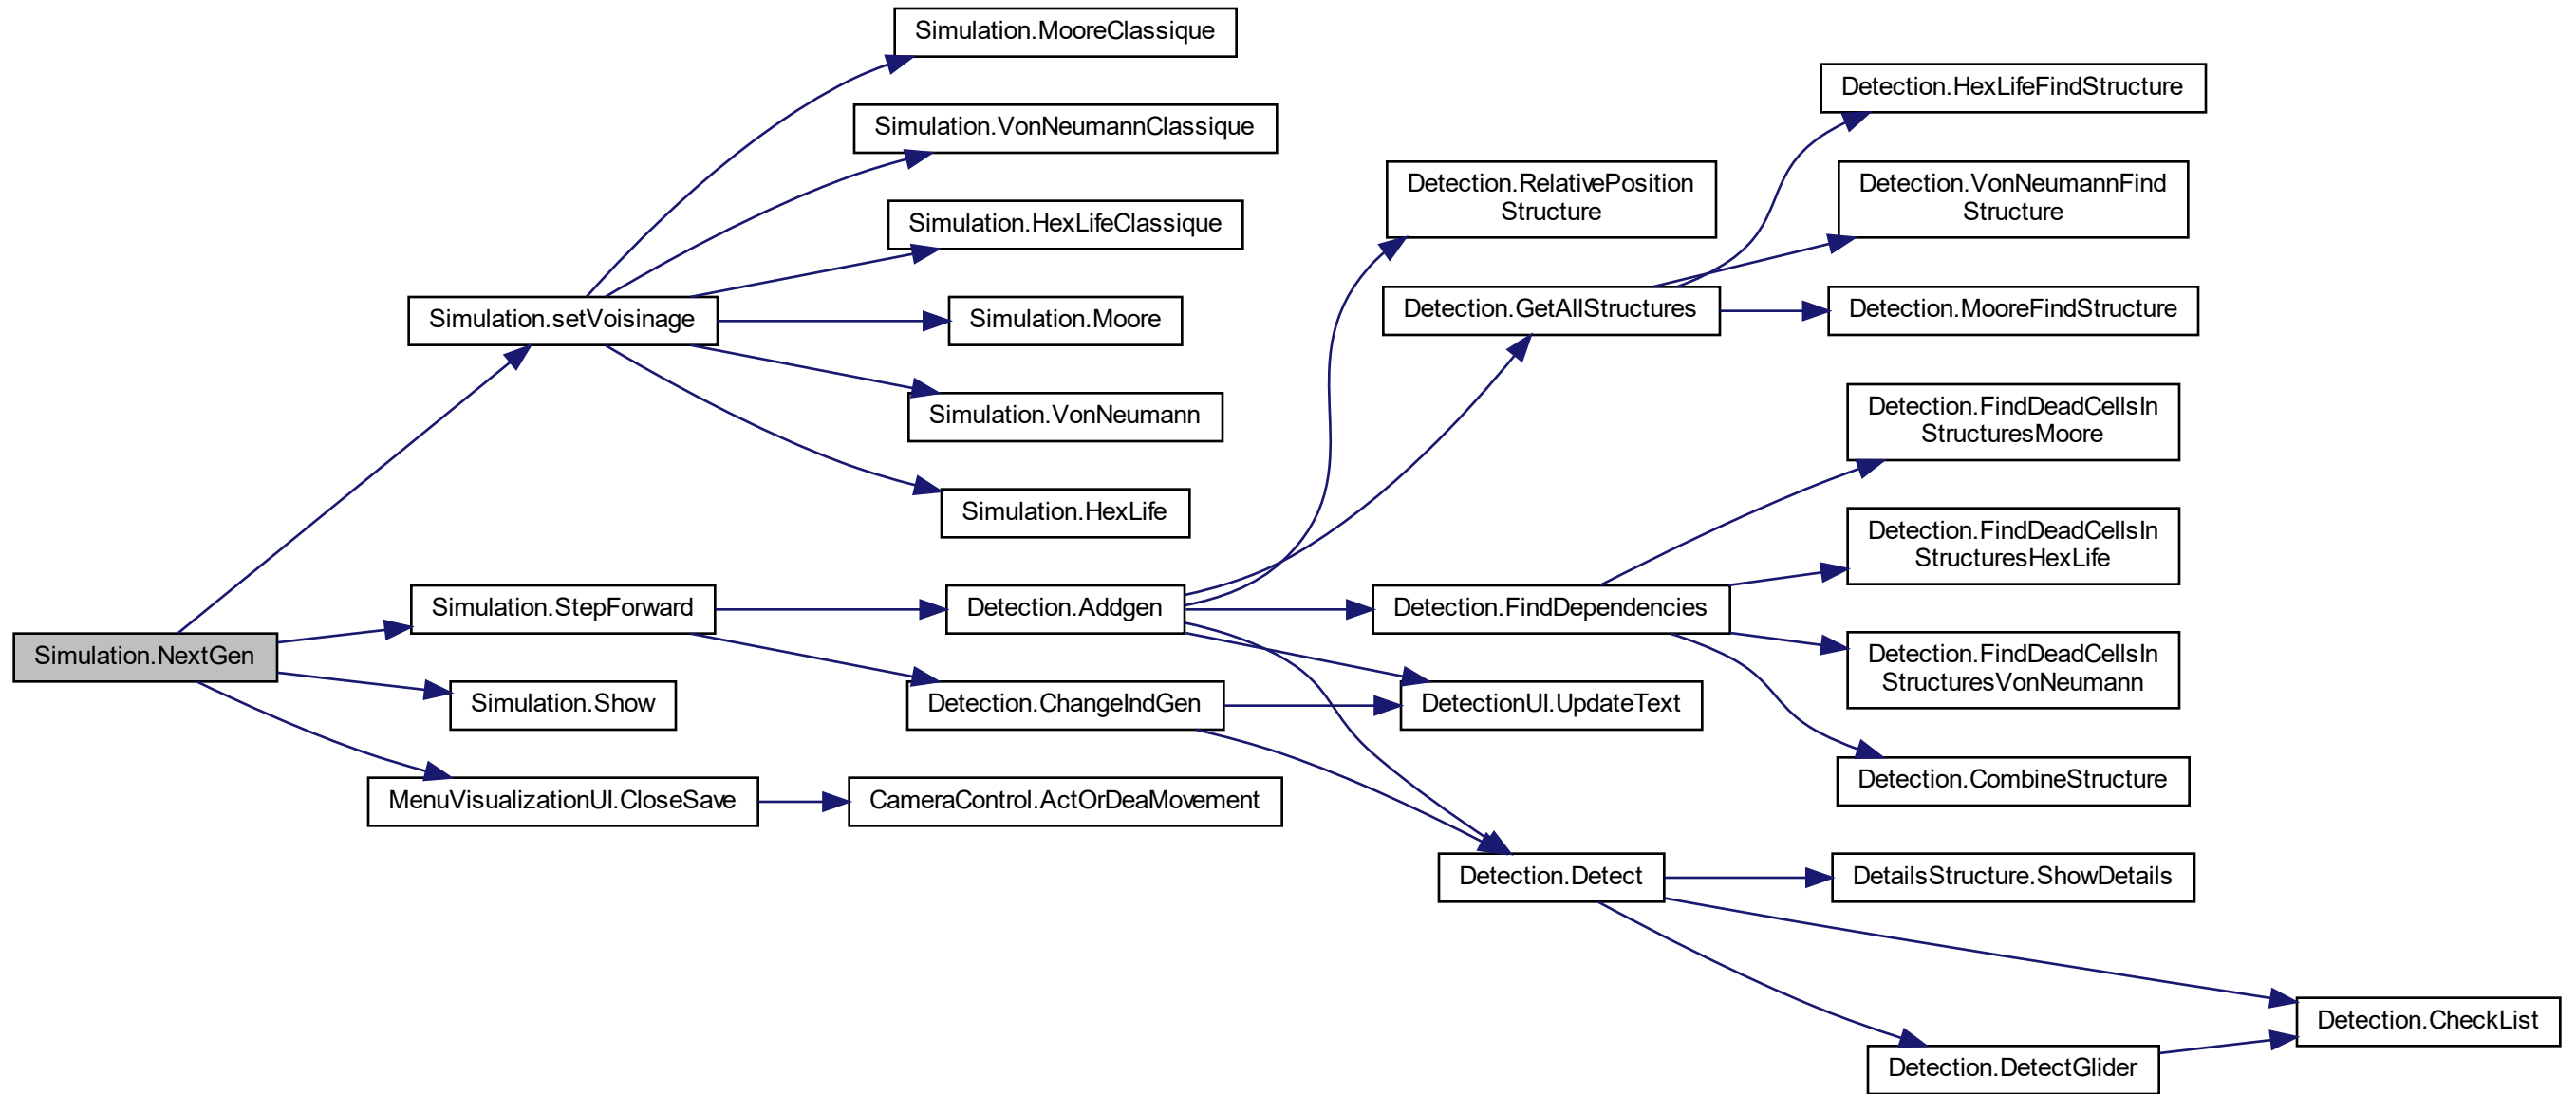 Simulation.MooreClassique
Simulation.VonNeumannClassique
Simulation.HexLifeClassique
Simulation.setVoisinage
Simulation.Moore
Simulation.VonNeumann
Simulation.HexLife
Simulation.NextGen
Simulation.StepForward
Simulation.Show
MenuVisualizationUI.CloseSave
CameraControl.ActOrDeaMovement
Detection.Addgen
Detection.ChangeIndGen
Detection.RelativePosition
Structure
Detection.GetAllStructures
Detection.HexLifeFindStructure
Detection.VonNeumannFind
Structure
Detection.MooreFindStructure
Detection.FindDependencies
Detection.FindDeadCellsIn
StructuresMoore
Detection.FindDeadCellsIn
StructuresHexLife
Detection.FindDeadCellsIn
StructuresVonNeumann
Detection.CombineStructure
DetectionUI.UpdateText
Detection.Detect
DetailsStructure.ShowDetails
Detection.CheckList
Detection.DetectGlider